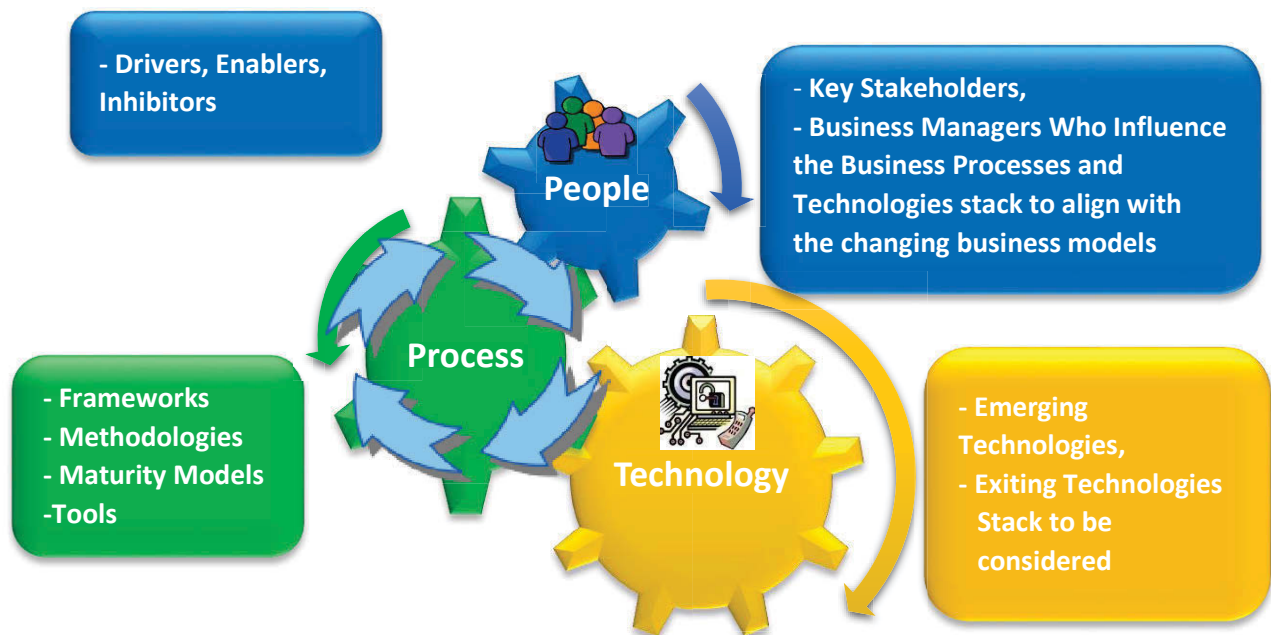 - Drivers, Enablers,
Inhibitors
People
- Key Stakeholders,
- Business Managers Who Influence
the Business Processes and
Technologies stack to align with
the changing business models
Process
- Frameworks
- Methodologies
- Maturity Models
-Tools
Technology
- Emerging
Technologies,
- Exiting Technologies
Stack to be
considered